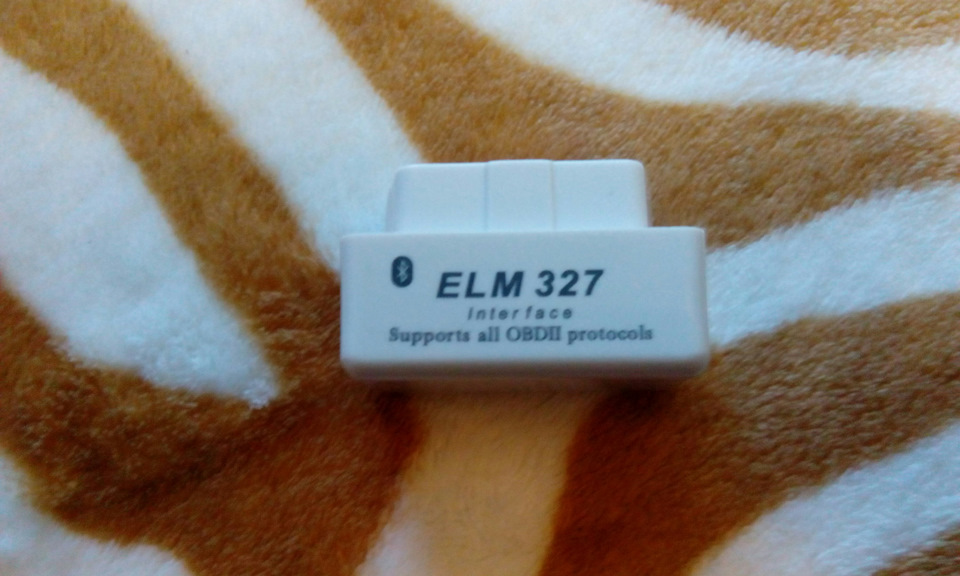 ELM 327
Interface
Supports all OBDII protocols